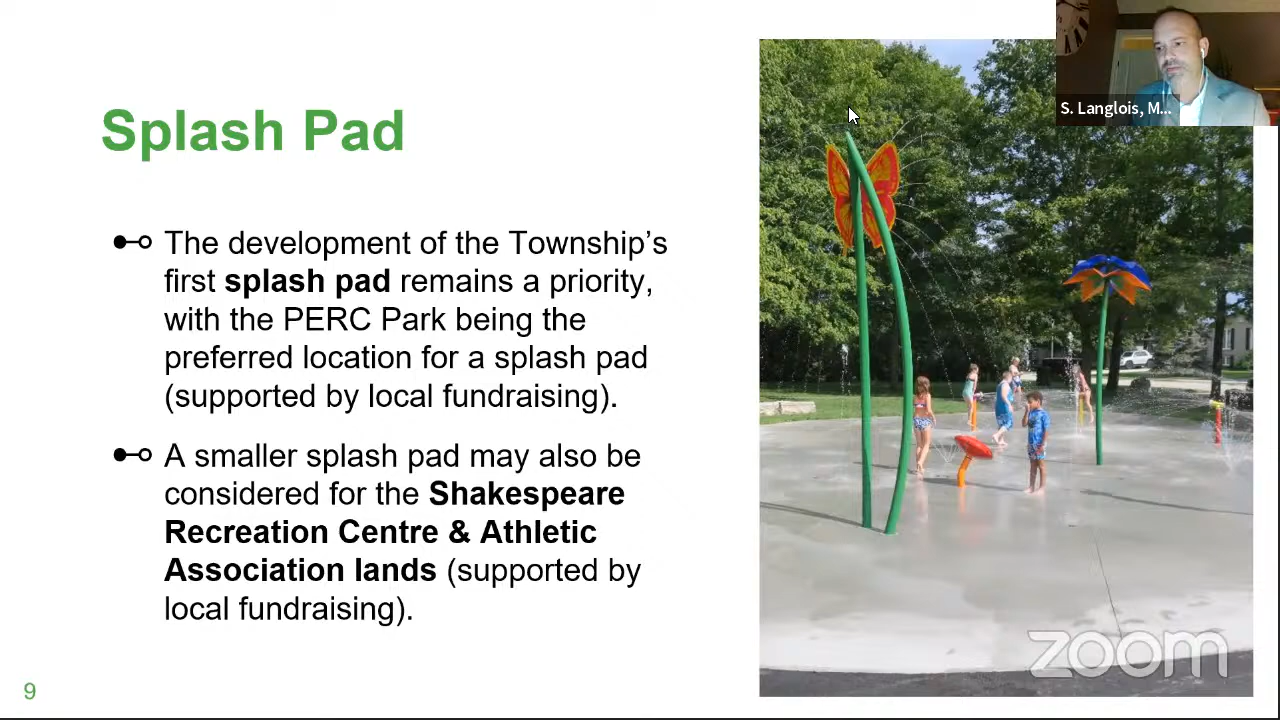 S. Langlois, M...
Splash Pad
The development of the Township’s
first splash pad remains a priority,
with the PERC Park being the
preferred location for a splash pad
(supported by local fundraising).
A smaller splash pad may also be
considered for the Shakespeare
Recreation Centre & Athletic
Association lands (supported by
local fundraising).
zoom
9